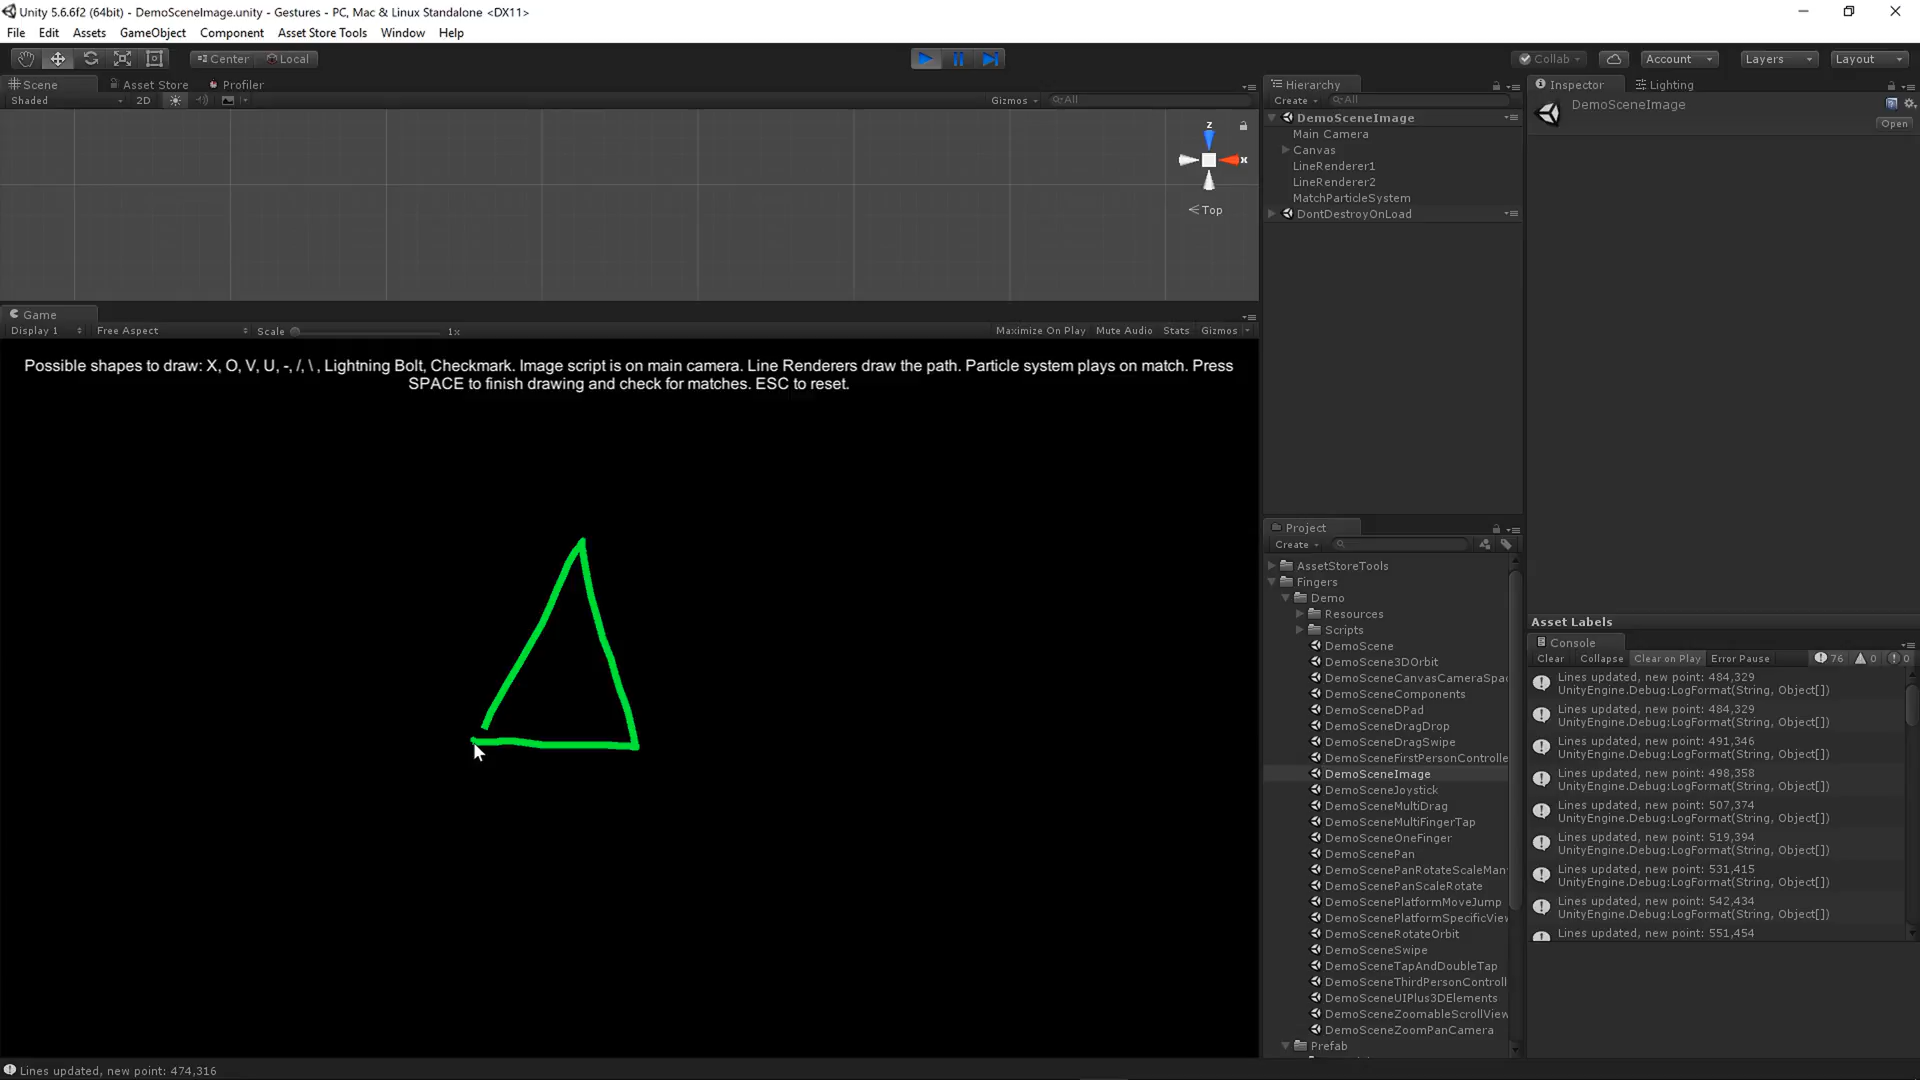 Unity 5.6.6f2 (64bit) - DemoSceneImage.unity - Gestures - PC, Mac & Linux Standalone <DX11>
File Edit Assets GameObject Component Asset Store Tools Window Help
Center Local Collab Account Layers Layout
Scene Asset Store Profiler
Shaded 2D Gizmos All
z
x
Top
Game
Display 1 Free Aspect Scale 1x Maximize On Play Mute Audio Stats Gizmos
Possible shapes to draw: X, O, V, U, -, /, \ , Lightning Bolt, Checkmark. Image script is on main camera. Line Renderers draw the path. Particle system plays on match. Press
SPACE to finish drawing and check for matches. ESC to reset.
Lines updated, new point: 474,316
Hierarchy
Create All
DemoSceneImage
Main Camera
Canvas
LineRenderer1
LineRenderer2
MatchParticleSystem
DontDestroyOnLoad
Project
Create
AssetStoreTools
Fingers
Demo
Resources
Scripts
DemoScene
DemoScene3DOrbit
DemoSceneCanvasCameraSpac
DemoSceneComponents
DemoSceneDPad
DemoSceneDragDrop
DemoSceneDragSwipe
DemoSceneFirstPersonControlle
DemoSceneImage
DemoSceneJoystick
DemoSceneMultiDrag
DemoSceneMultiFingerTap
DemoSceneOneFinger
DemoScenePan
DemoScenePanRotateScaleMan
DemoScenePanScaleRotate
DemoScenePlatformMoveJump
DemoScenePlatformSpecificView
DemoSceneRotateOrbit
DemoSceneSwipe
DemoSceneTapAndDoubleTap
DemoSceneThirdPersonControll
DemoSceneUIPlus3DElements
DemoSceneZoomableScrollView
DemoSceneZoomPanCamera
Prefab
Inspector Lighting
DemoSceneImage
Open
Asset Labels
Console
Clear Collapse Clear on Play Error Pause 76 0 0
Lines updated, new point: 484,329
UnityEngine.Debug:LogFormat(String, Object[])
Lines updated, new point: 484,329
UnityEngine.Debug:LogFormat(String, Object[])
Lines updated, new point: 491,346
UnityEngine.Debug:LogFormat(String, Object[])
Lines updated, new point: 498,358
UnityEngine.Debug:LogFormat(String, Object[])
Lines updated, new point: 507,374
UnityEngine.Debug:LogFormat(String, Object[])
Lines updated, new point: 519,394
UnityEngine.Debug:LogFormat(String, Object[])
Lines updated, new point: 531,415
UnityEngine.Debug:LogFormat(String, Object[])
Lines updated, new point: 542,434
UnityEngine.Debug:LogFormat(String, Object[])
Lines updated, new point: 551,454